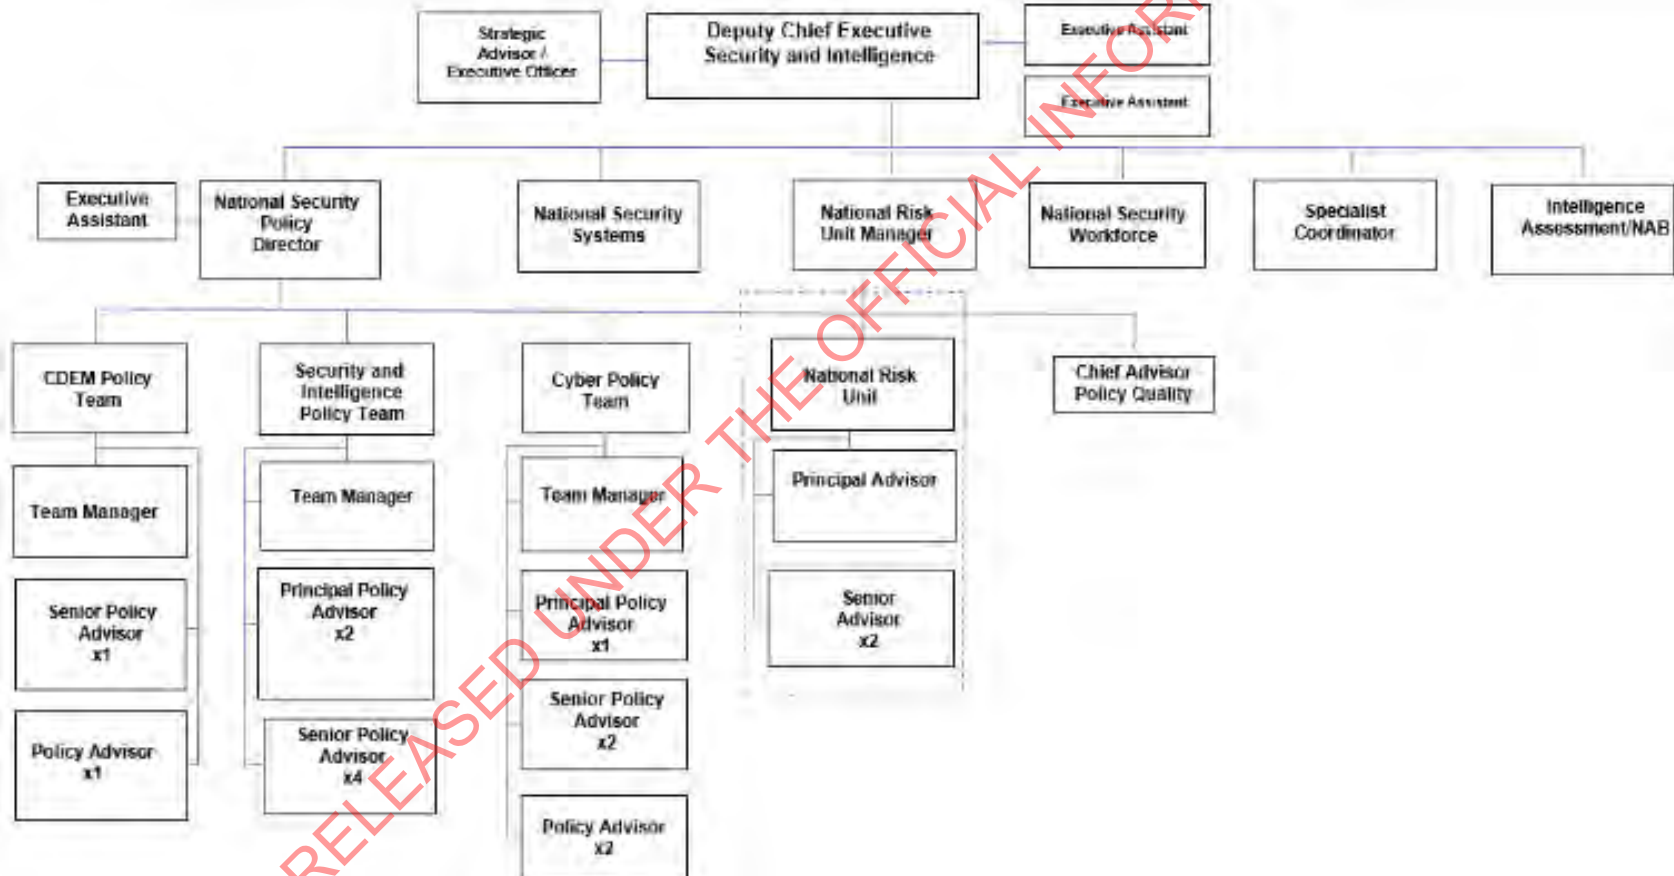 Strategic
Advisor /
Executive Officer
Deputy Chief Executive
Security and Intelligence
Executive Assistant
Executive Assistant
Executive
Assistant
National Security
Policy
Director
National Security
Systems
National Risk
Unit Manager
National Security
Workforce
Specialist
Coordinator
Intelligence
Assessment/NAB
CDEM Policy
Team
Security and
Intelligence
Policy Team
Cyber Policy
Team
National Risk
Unit
Chief Advisor
Policy Quality
Team Manager
Senior Policy
Advisor
x1
Policy Advisor
x1
Team Manager
Principal Policy
Advisor
x2
Senior Policy
Advisor
x4
Team Manager
Principal Policy
Advisor
x1
Senior Policy
Advisor
x2
Policy Advisor
x2
Principal Advisor
Senior
Advisor
x2
RELEASED UNDER THE OFFICIAL INFOR